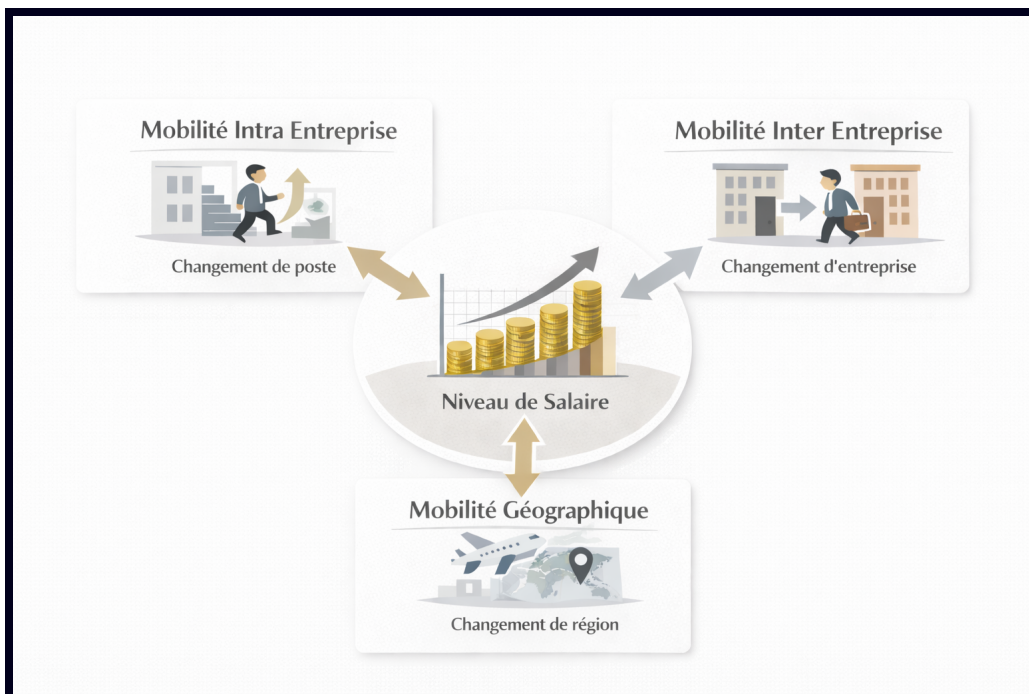 Mobilité Intra Entreprise
Changement de poste
Mobilité Inter Entreprise
Changement d'entreprise
Niveau de Salaire
Mobilité Géographique
Changement de région